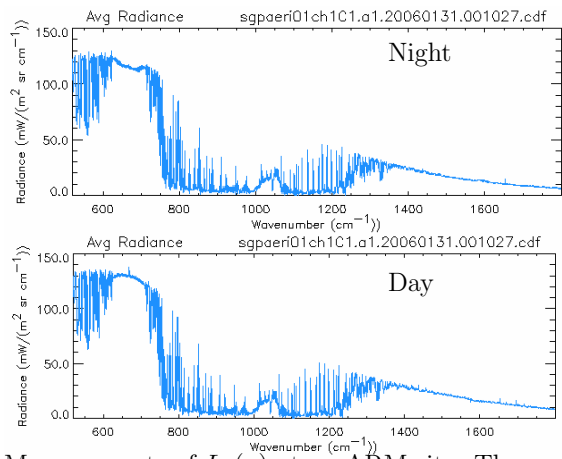 Avg Radiance sgpaeri01ch1C1.a1.20060131.001027.cdf
Night
Radiance (mW/(m2 sr cm−1))
150.0
100.0
50.0
0.0
600 800 1000 1200 1400 1600
Wavenumber (cm−1))
Avg Radiance sgpaeri01ch1C1.a1.20060131.001027.cdf
Day
Radiance (mW/(m2 sr cm−1))
150.0
100.0
50.0
0.0
600 800 1000 1200 1400 1600
Wavenumber (cm−1))